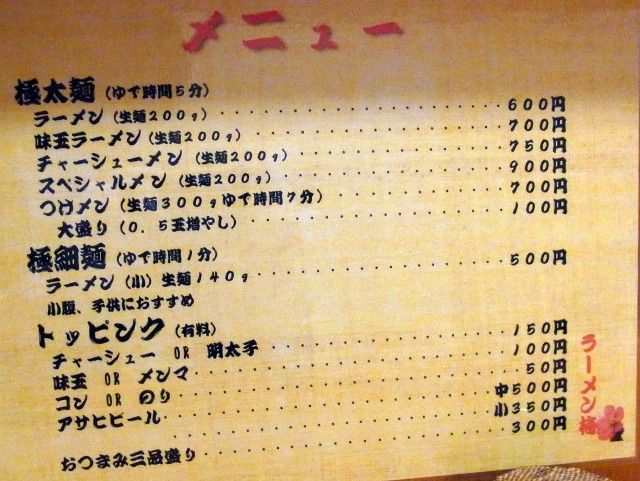 メニュー
極太麺（ゆで時間５分）
ラーメン（生麺２００ｇ）‥‥‥‥‥６００円
味玉ラーメン（生麺２００ｇ）‥‥‥‥‥７００円
チャーシューメン（生麺２００ｇ）‥‥‥‥‥７５０円
スペシャルメン（生麺２００ｇ）‥‥‥‥‥９００円
つけメン（生麺３００ｇゆで時間７分）‥‥‥‥‥７００円
大盛り（０．５玉増やし）‥‥‥‥‥１００円
極細麺（ゆで時間１分）
ラーメン（小）生麺１４０ｇ‥‥‥‥‥５００円
小腹、子供におすすめ
トッピング（有料）
チャーシュー OR 明太子‥‥‥‥‥１５０円
味玉 OR メンマ‥‥‥‥‥１００円
コン OR のり‥‥‥‥‥５０円
アサヒビール‥‥‥‥‥中５００円
‥‥‥‥‥小３５０円
おつまみ三品盛り‥‥‥‥‥３００円
ラーメン極